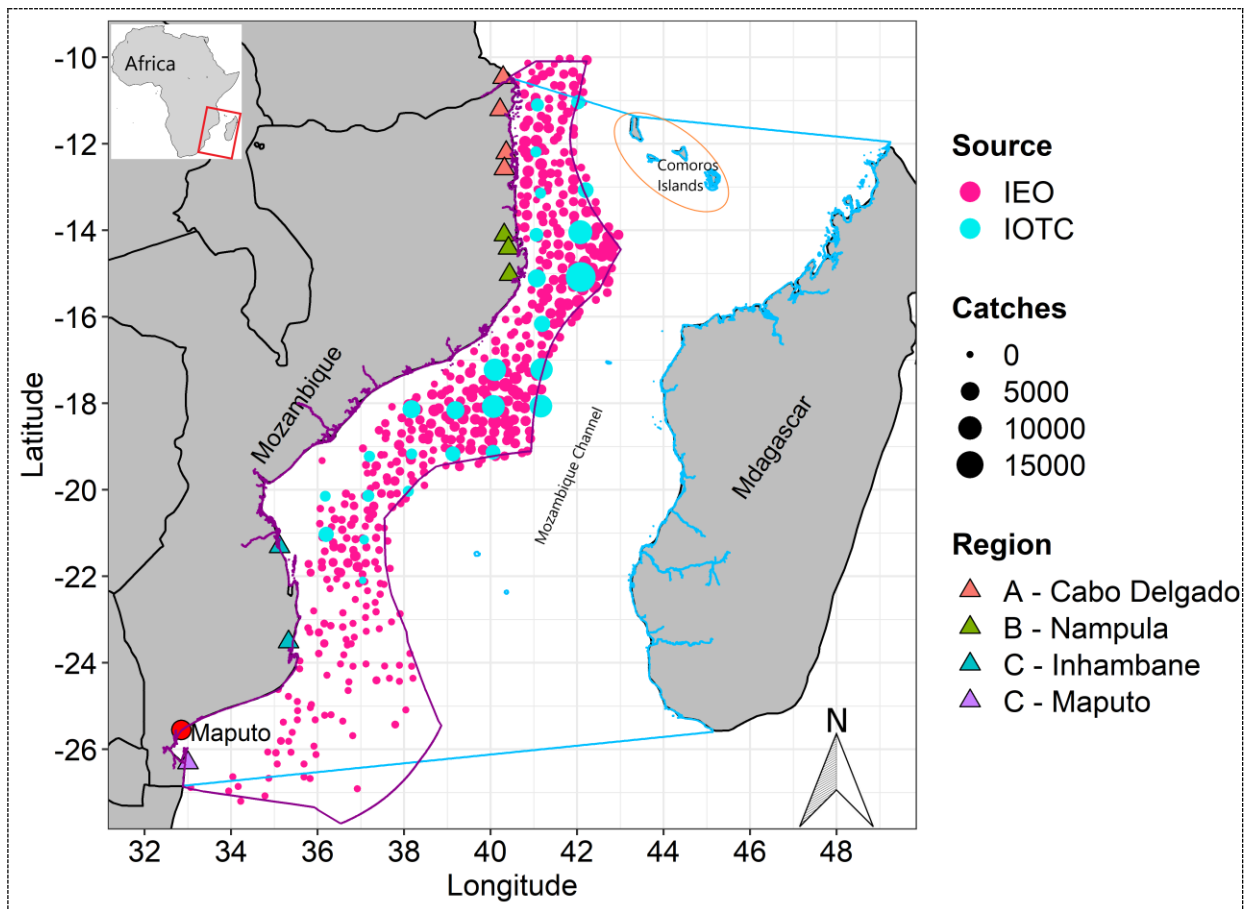 Africa
-10
-12
-14
-16
-18
-20
-22
-24
-26
Latitude
Comoros
Islands
Mozambique
Mozambique Channel
Mdagascar
Maputo
N
32
34
36
38
40
42
44
46
48
Longitude
Source
IEO
IOTC
Catches
0
5000
10000
15000
Region
A - Cabo Delgado
B - Nampula
C - Inhambane
C - Maputo